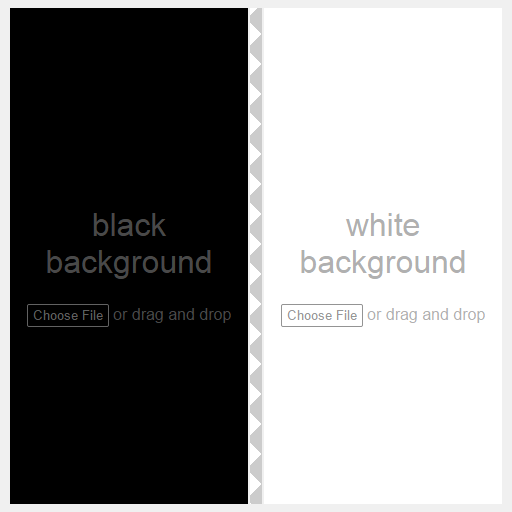 black
background
Choose File or drag and drop
white
background
Choose File or drag and drop